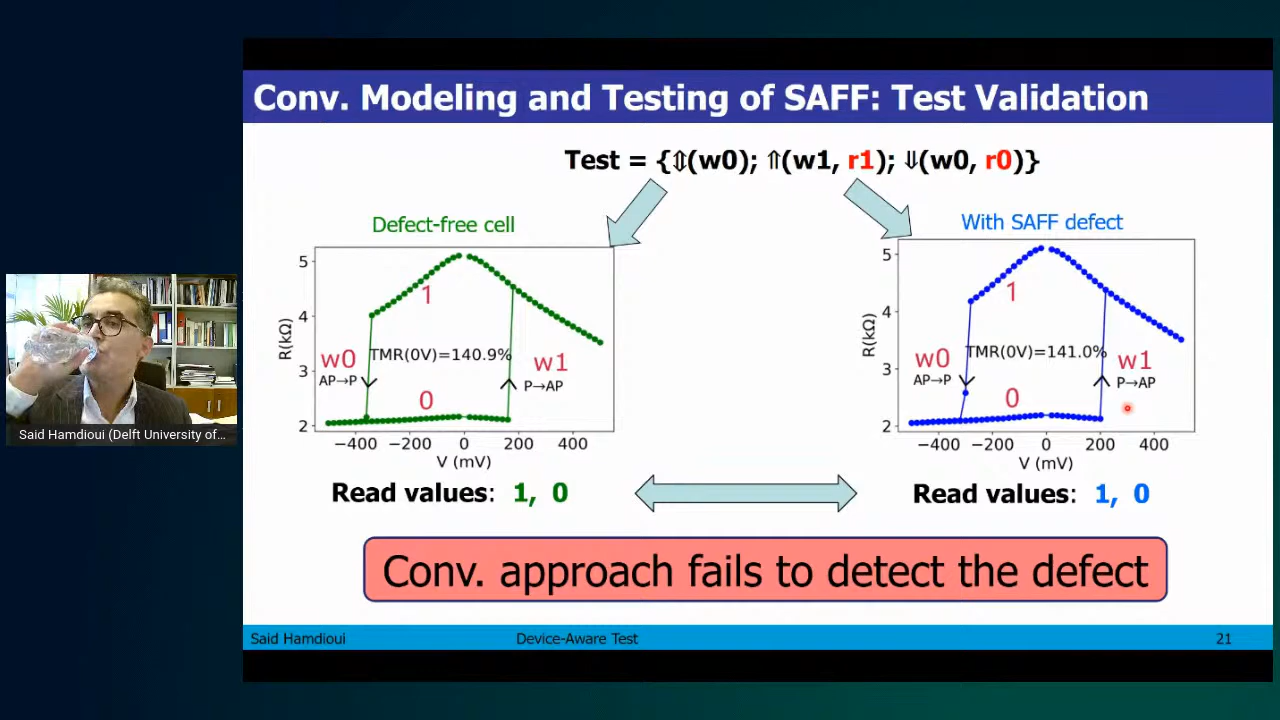 Conv. Modeling and Testing of SAFF: Test Validation
Test = {⇕(w0); ⇑(w1, r1); ⇓(w0, r0)}
Defect-free cell
5
4
3
2
R(kΩ)
1
w0
AP→P
TMR(0V)=140.9%
w1
P→AP
0
−400 −200 0 200 400
V (mV)
Read values: 1, 0
With SAFF defect
5
4
3
2
R(kΩ)
1
w0
AP→P
TMR(0V)=141.0%
w1
P→AP
0
−400 −200 0 200 400
V (mV)
Read values: 1, 0
Conv. approach fails to detect the defect
Said Hamdioui Device-Aware Test 21
Said Hamdioui (Delft University of...